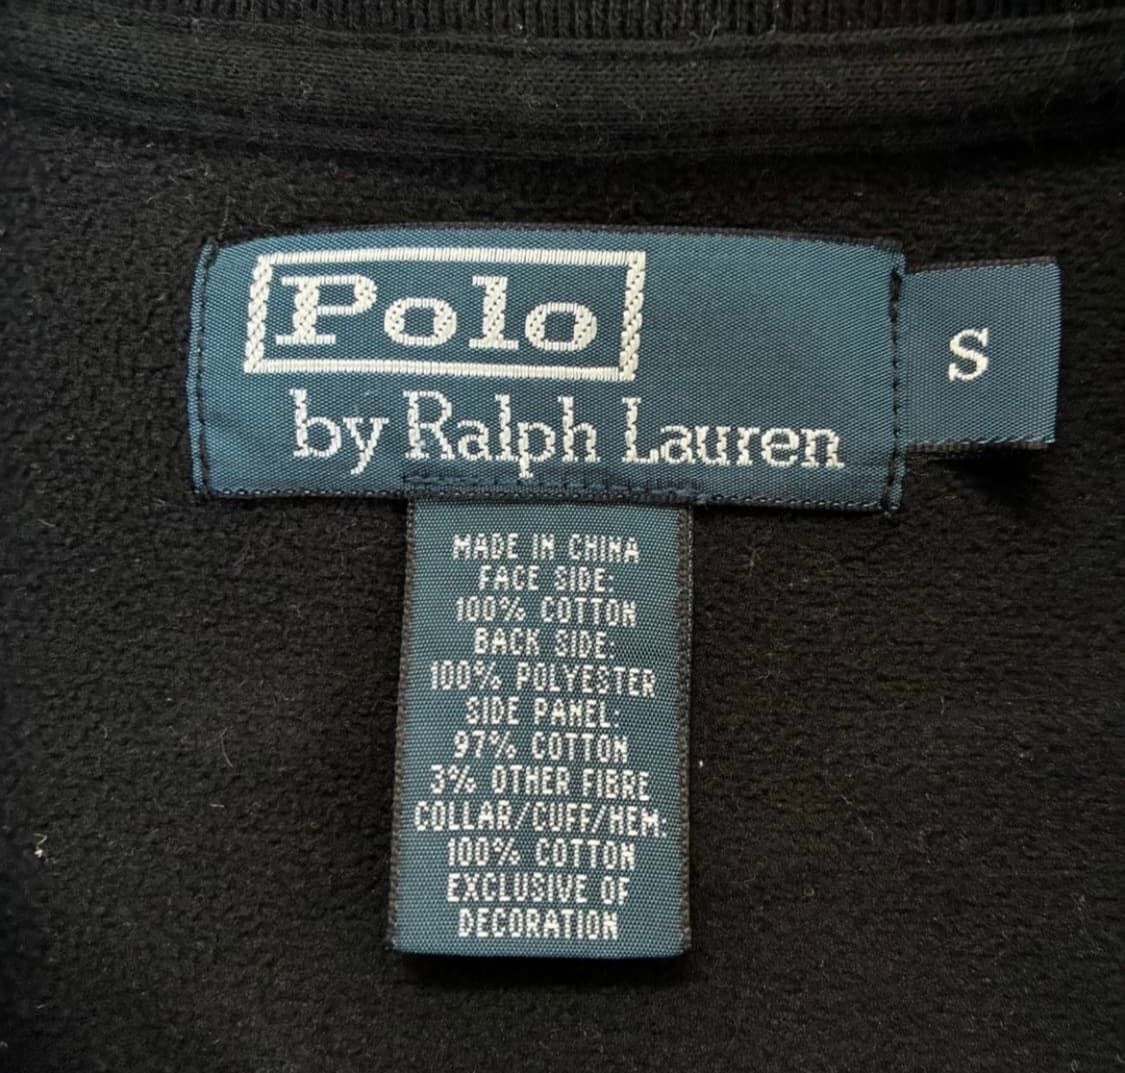 Polo
by Ralph Lauren
S
MADE IN CHINA
FACE SIDE:
100% COTTON
BACK SIDE:
100% POLYESTER
SIDE PANEL:
97% COTTON
3% OTHER FIBRE
COLLAR/CUFF/HEM:
100% COTTON
EXCLUSIVE OF
DECORATION